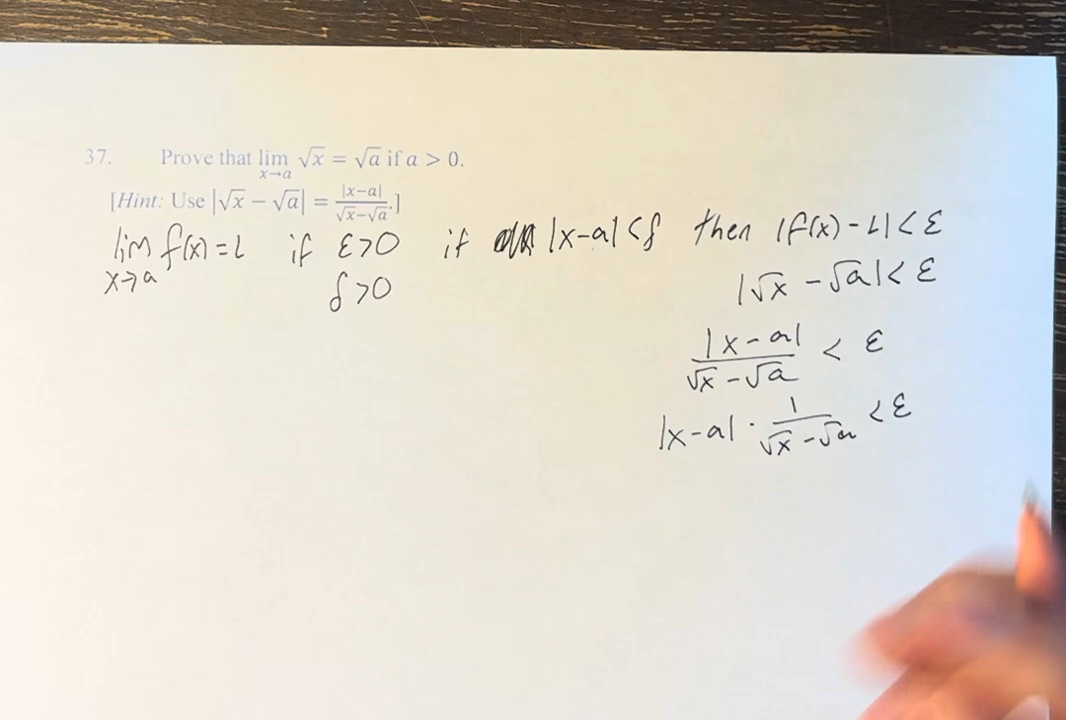 37. Prove that lim x→a √x = √a if a > 0.
[Hint: Use |√x − √a| = |x−a| / √x−√a.]
lim x→a f(x) = L if ε>0 if |x-a|<δ then |f(x)-L|<ε
δ>0
|√x - √a|<ε
|x-a| / √x - √a < ε
|x-a| · 1 / √x - √a < ε